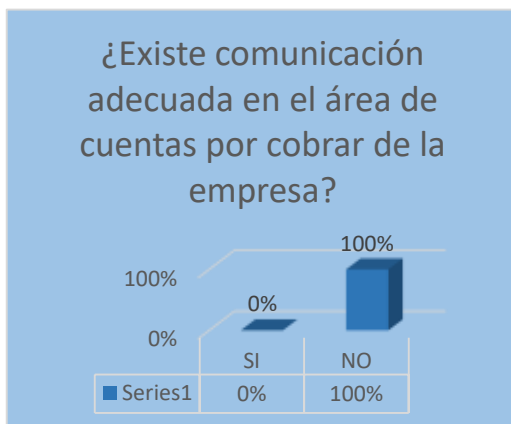 ¿Existe comunicación
adecuada en el área de
cuentas por cobrar de la
empresa?
100%
100%
0%
0%
SI NO
Series1 0% 100%